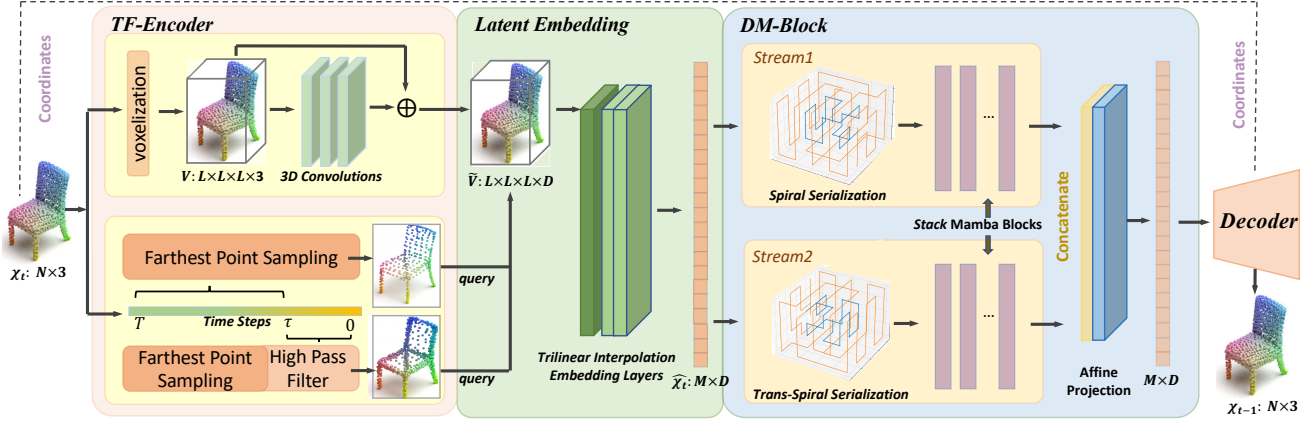 TF-Encoder
Latent Embedding
DM-Block
Coordinates
voxelization
V: L×L×L×3
3D Convolutions
⊕
Ṽ: L×L×L×D
χₜ: N×3
Farthest Point Sampling
query
T
Time Steps
τ
0
Farthest Point
Sampling
High Pass
Filter
query
Trilinear Interpolation
Embedding Layers
χ̂ₜ: M×D
Stream1
Spiral Serialization
...
Stack Mamba Blocks
Stream2
Trans-Spiral Serialization
...
Concatenate
Affine
Projection
M×D
Coordinates
Decoder
χₜ₋₁: N×3